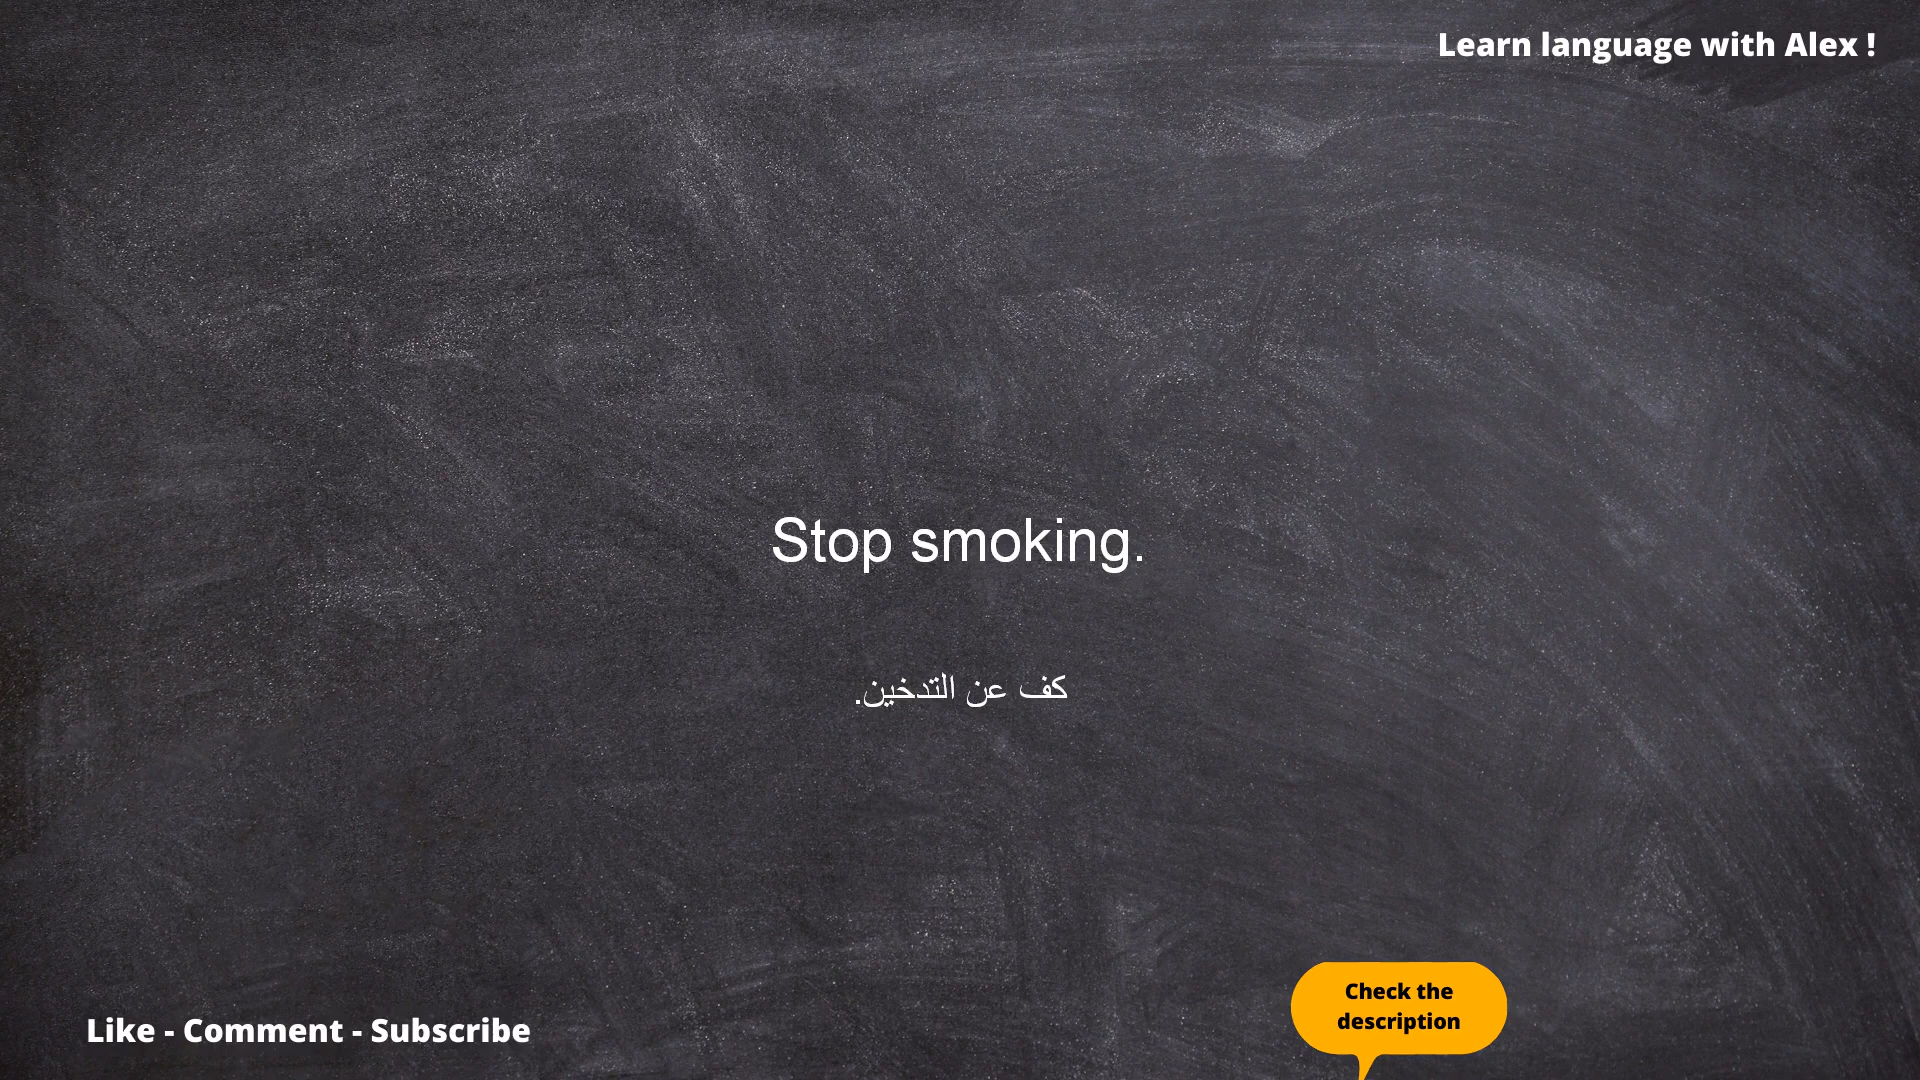 Learn language with Alex !
Stop smoking.
كف عن التدخين.
Check the
description
Like - Comment - Subscribe